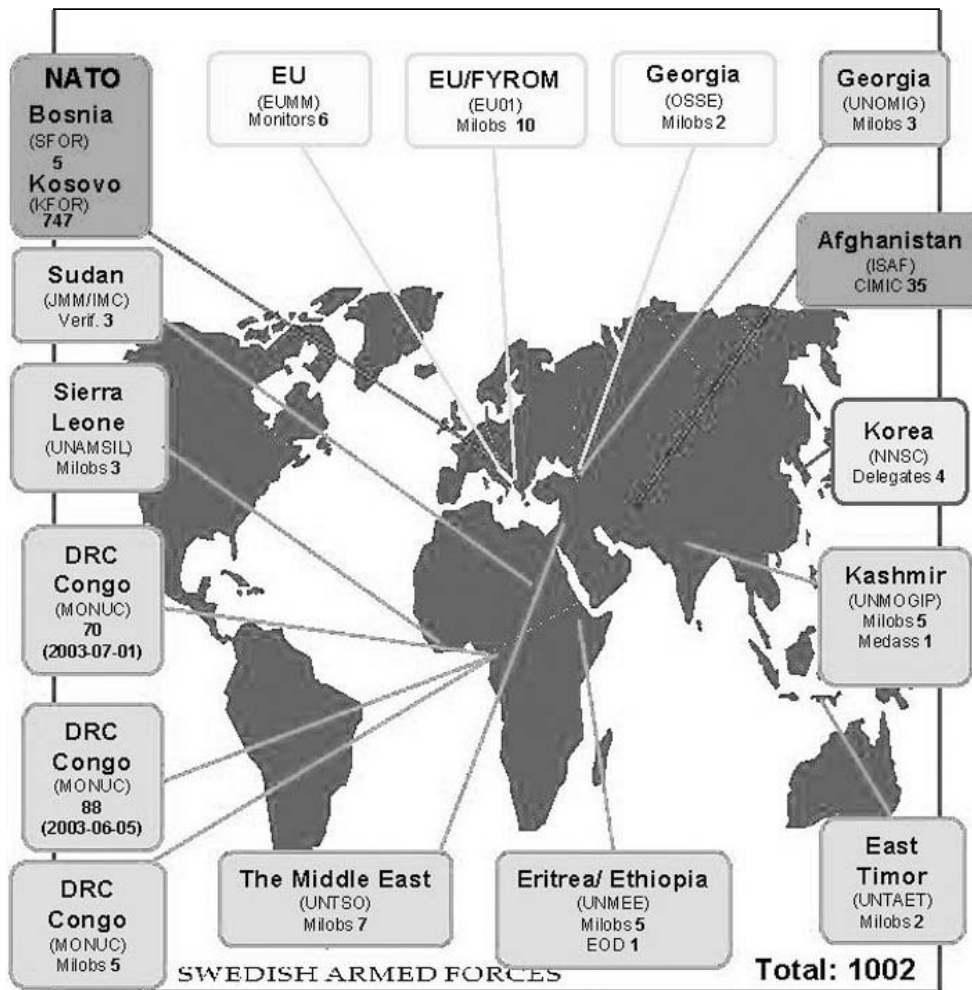 NATO
Bosnia
(SFOR)
5
Kosovo
(KFOR)
747
EU
(EUMM)
Monitors 6
EU/FYROM
(EU01)
Milobs 10
Georgia
(OSSE)
Milobs 2
Georgia
(UNOMIG)
Milobs 3
Sudan
(JMM/IMC)
Verif. 3
Afghanistan
(ISAF)
CIMIC 35
Sierra
Leone
(UNAMSIL)
Milobs 3
Korea
(NNSC)
Delegates 4
DRC
Congo
(MONUC)
70
(2003-07-01)
Kashmir
(UNMOGIP)
Milobs 5
Medass 1
DRC
Congo
(MONUC)
88
(2003-06-05)
DRC
Congo
(MONUC)
Milobs 5
The Middle East
(UNTSO)
Milobs 7
Eritrea/ Ethiopia
(UNMEE)
Milobs 5
EOD 1
East
Timor
(UNTAET)
Milobs 2
SWEDISH ARMED FORCES
Total: 1002